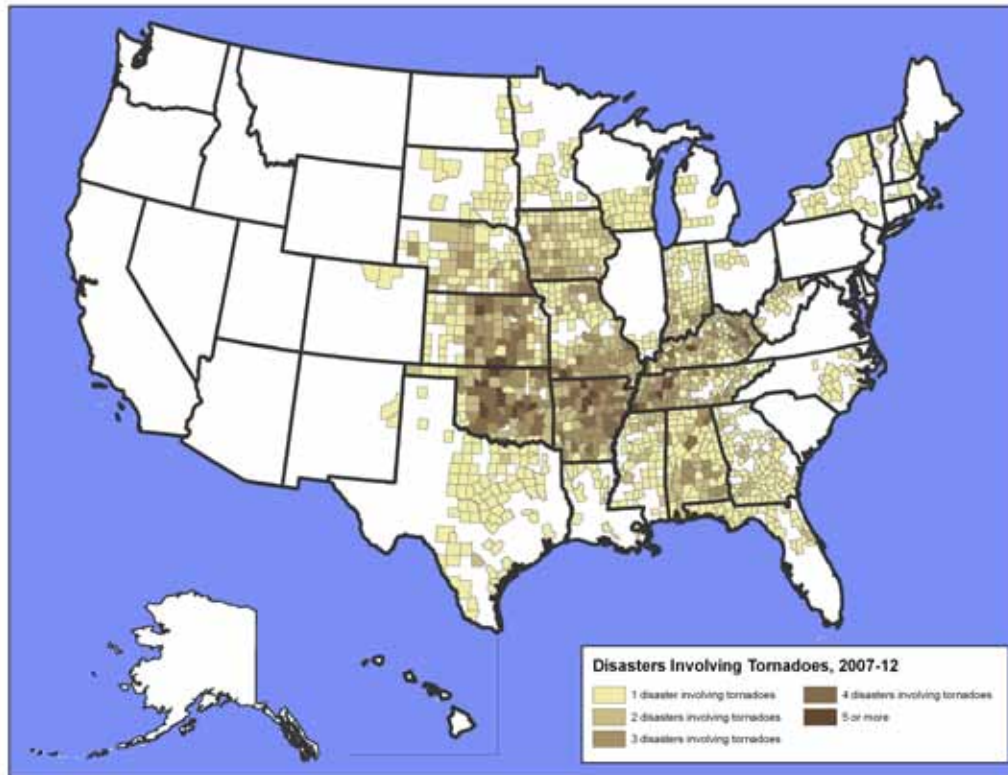 Disasters Involving Tornadoes, 2007-12
1 disaster involving tornadoes
2 disasters involving tornadoes
3 disasters involving tornadoes
4 disasters involving tornadoes
5 or more